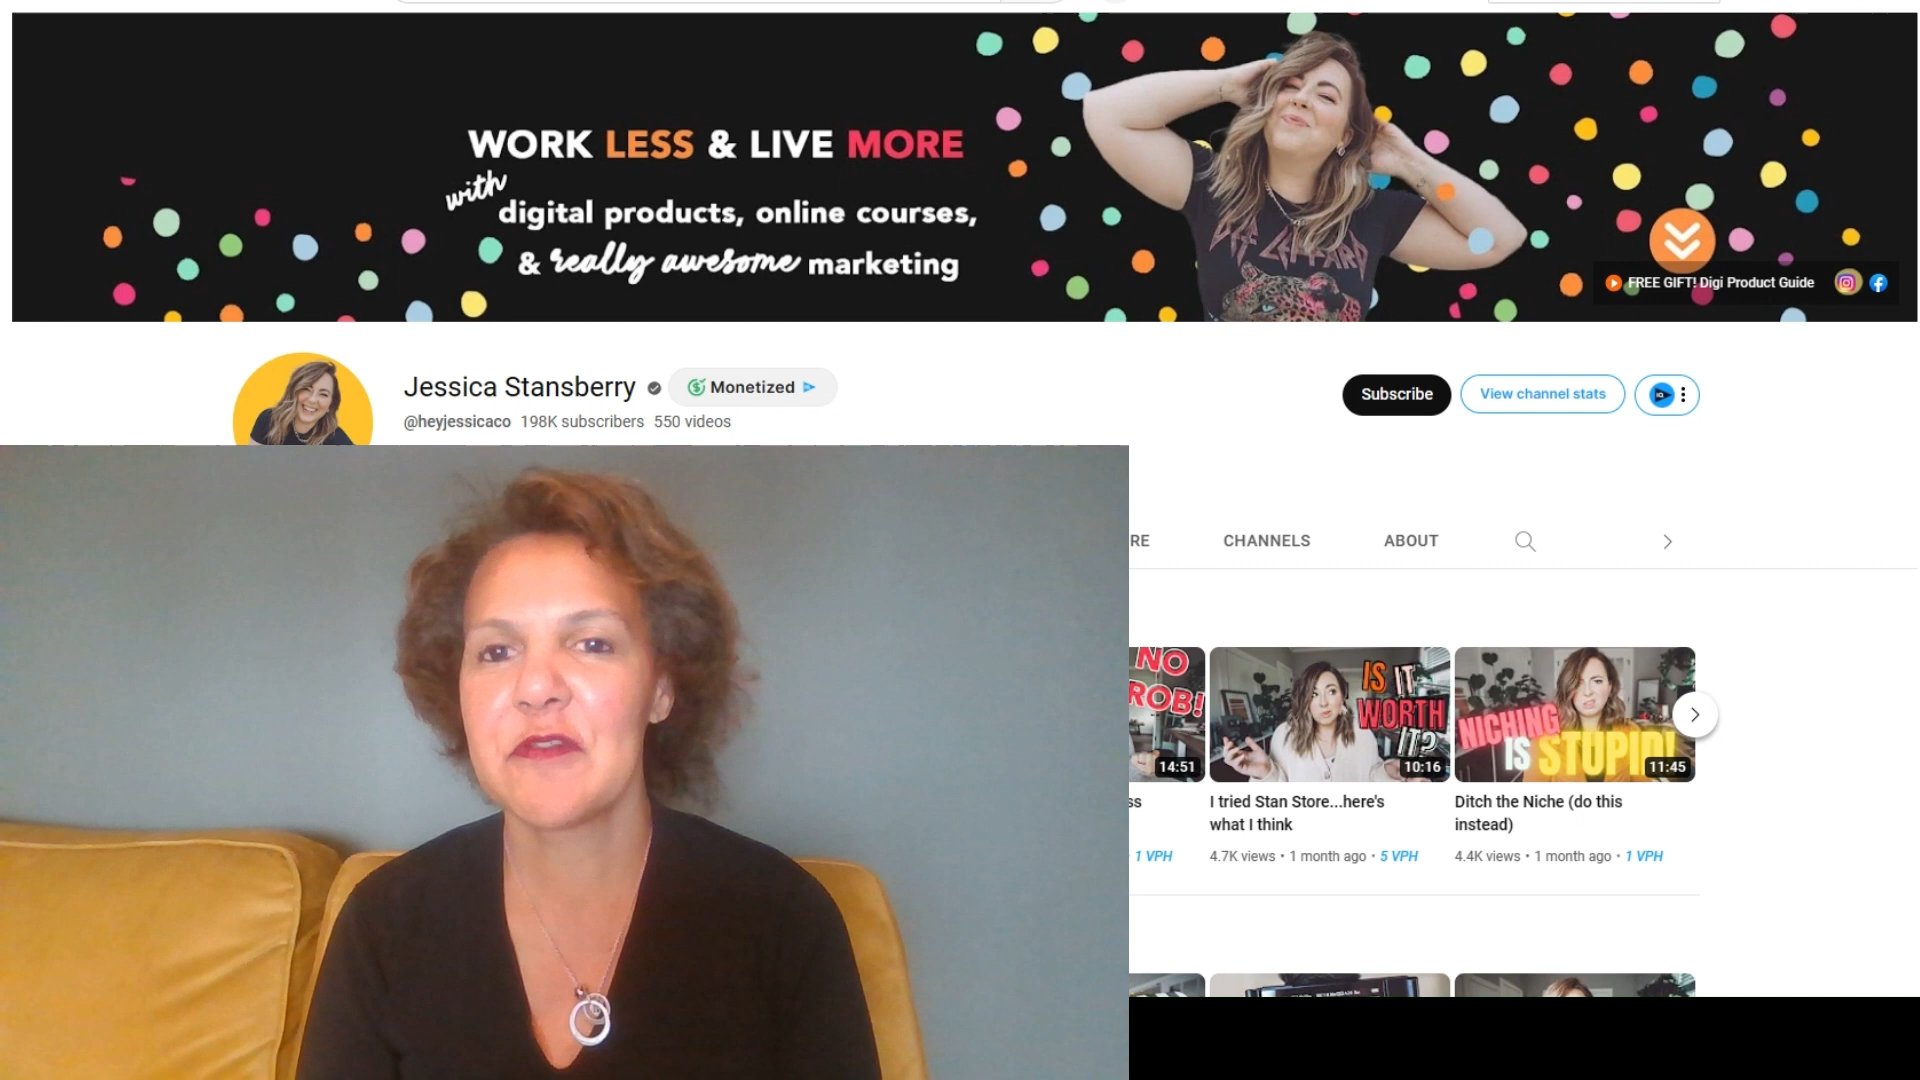 WORK LESS & LIVE MORE
with
digital products, online courses,
& really awesome marketing
FREE GIFT! Digi Product Guide
Jessica Stansberry
Monetized
@heyjessicaco 198K subscribers 550 videos
Subscribe
View channel stats
RE
CHANNELS
ABOUT
NO
ROB!
14:51
IS IT
WORTH
IT?
10:16
NICHING
IS STUPID!
11:45
ss
1 VPH
I tried Stan Store...here's
what I think
4.7K views • 1 month ago • 5 VPH
Ditch the Niche (do this
instead)
4.4K views • 1 month ago • 1 VPH